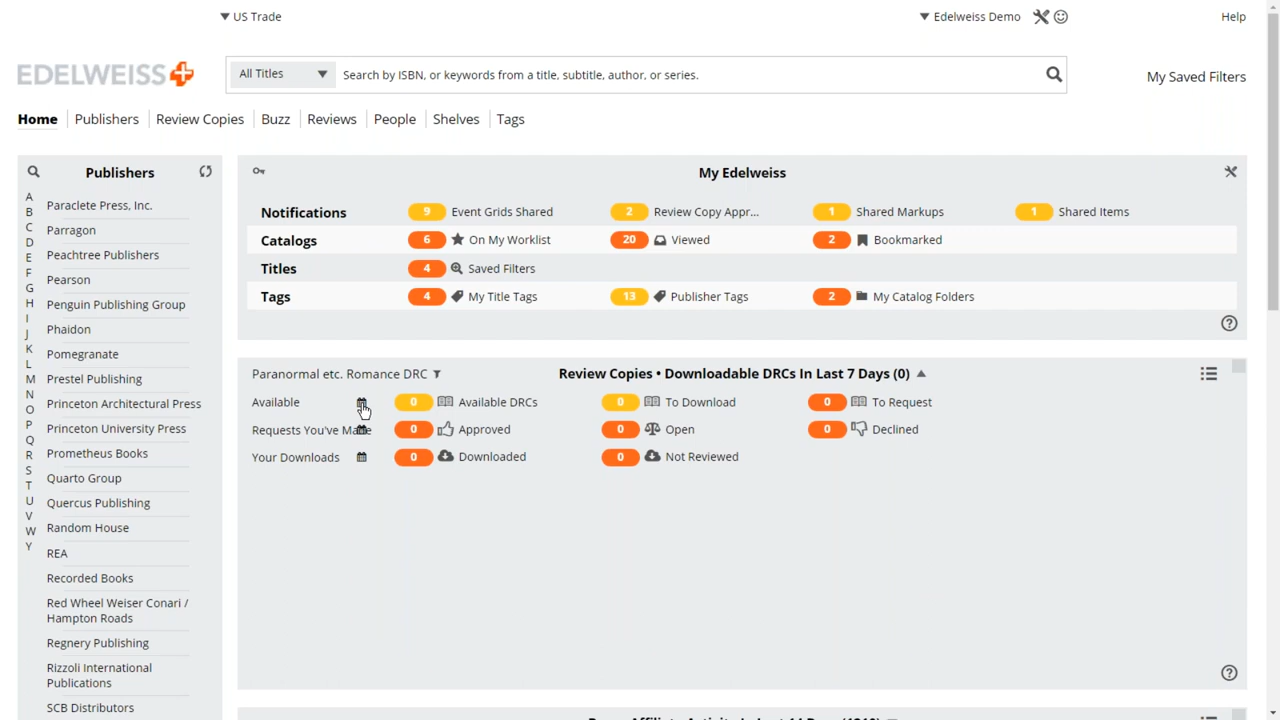 US Trade
Edelweiss Demo
Help
EDELWEISS
All Titles
Search by ISBN, or keywords from a title, subtitle, author, or series.
My Saved Filters
Home Publishers Review Copies Buzz Reviews People Shelves Tags
Publishers
A
B
C
D
E
F
G
H
I
J
K
L
M
N
O
P
Q
R
S
T
U
V
W
Y
Paraclete Press, Inc.
Parragon
Peachtree Publishers
Pearson
Penguin Publishing Group
Phaidon
Pomegranate
Prestel Publishing
Princeton Architectural Press
Princeton University Press
Prometheus Books
Quarto Group
Quercus Publishing
Random House
REA
Recorded Books
Red Wheel Weiser Conari /
Hampton Roads
Regnery Publishing
Rizzoli International
Publications
SCB Distributors
My Edelweiss
Notifications 9 Event Grids Shared 2 Review Copy Appr... 1 Shared Markups 1 Shared Items
Catalogs 6 On My Worklist 20 Viewed 2 Bookmarked
Titles 4 Saved Filters
Tags 4 My Title Tags 13 Publisher Tags 2 My Catalog Folders
Paranormal etc. Romance DRC
Review Copies • Downloadable DRCs In Last 7 Days (0)
Available 0 Available DRCs 0 To Download 0 To Request
Requests You've Made 0 Approved 0 Open 0 Declined
Your Downloads 0 Downloaded 0 Not Reviewed